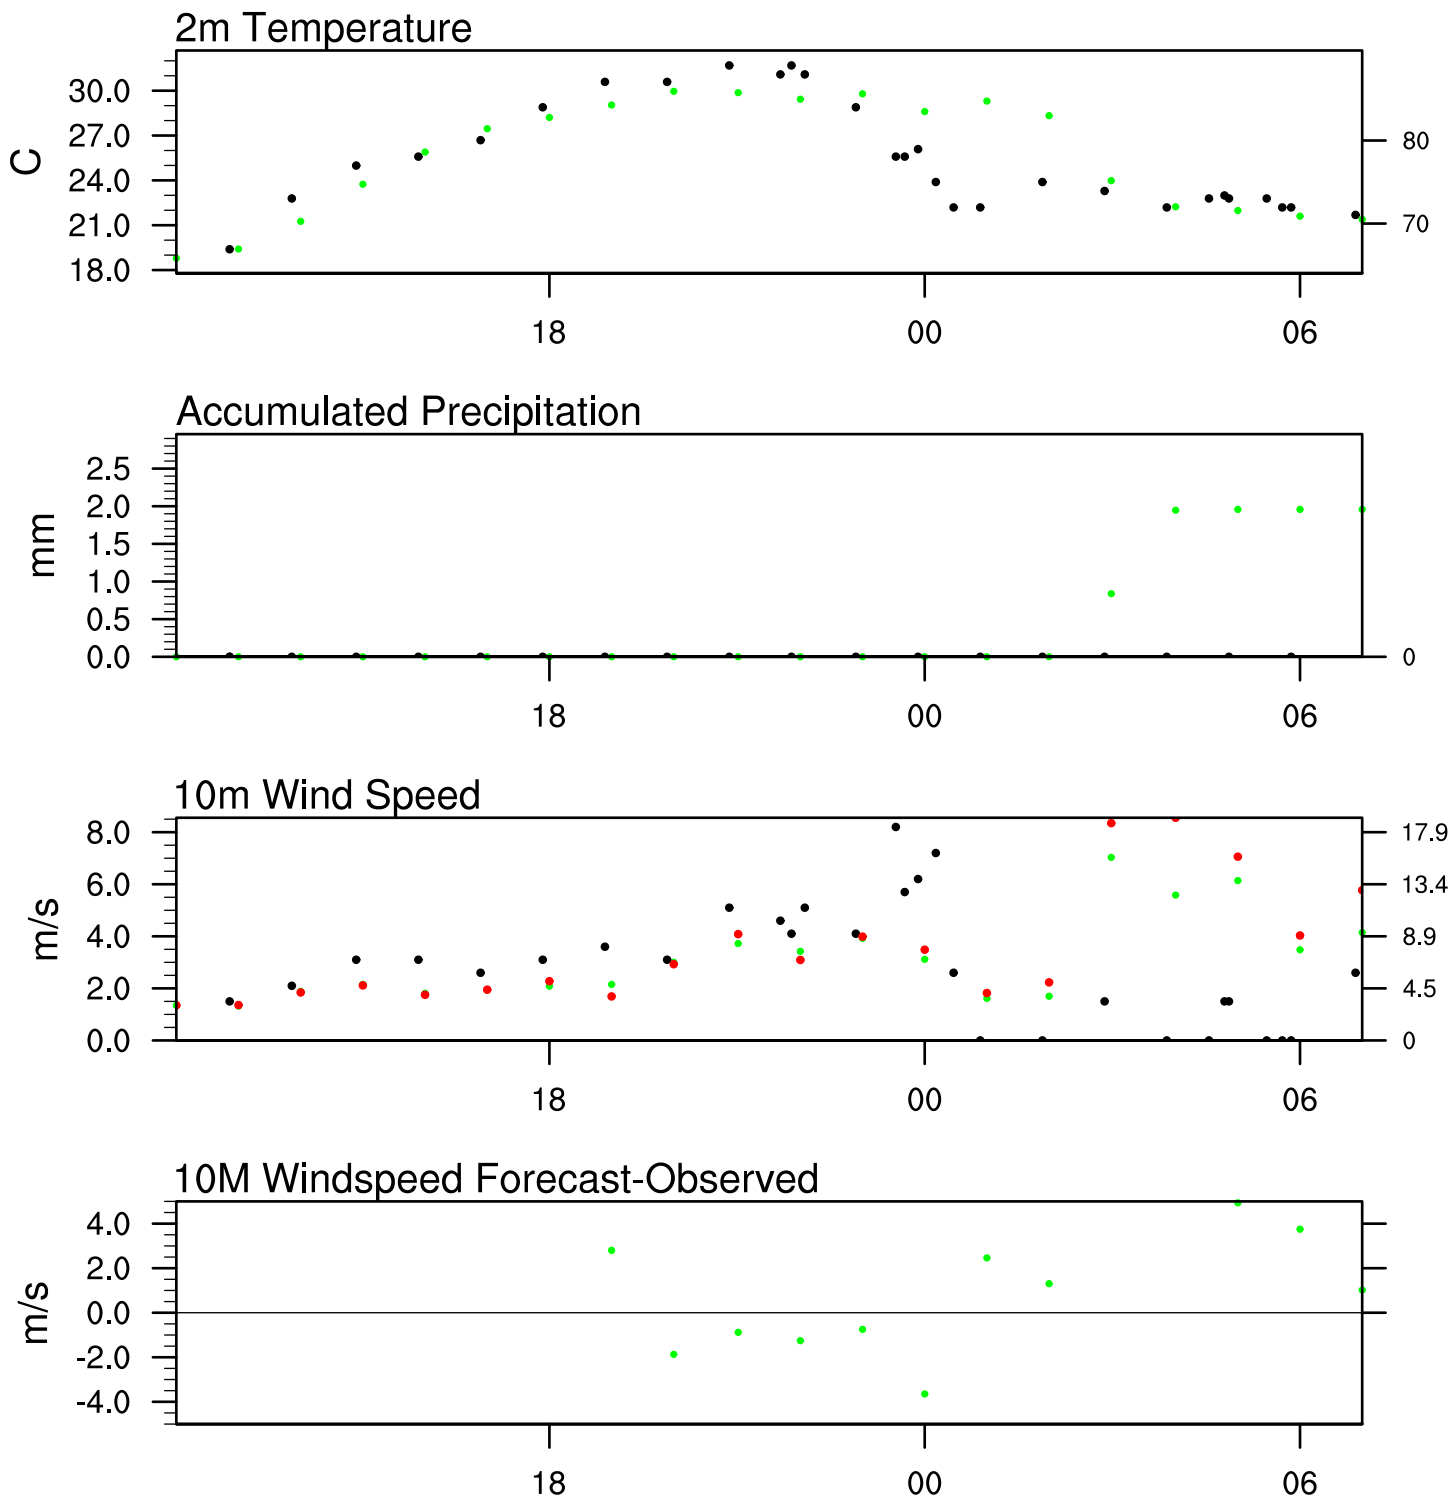 2m Temperature
30.0
27.0
24.0
21.0
18.0
C
80
70
18 00 06
Accumulated Precipitation
2.5
2.0
1.5
1.0
0.5
0.0
mm
0
18 00 06
10m Wind Speed
8.0
6.0
4.0
2.0
0.0
m/s
17.9
13.4
8.9
4.5
0
18 00 06
10M Windspeed Forecast-Observed
4.0
2.0
0.0
-2.0
-4.0
m/s
18 00 06